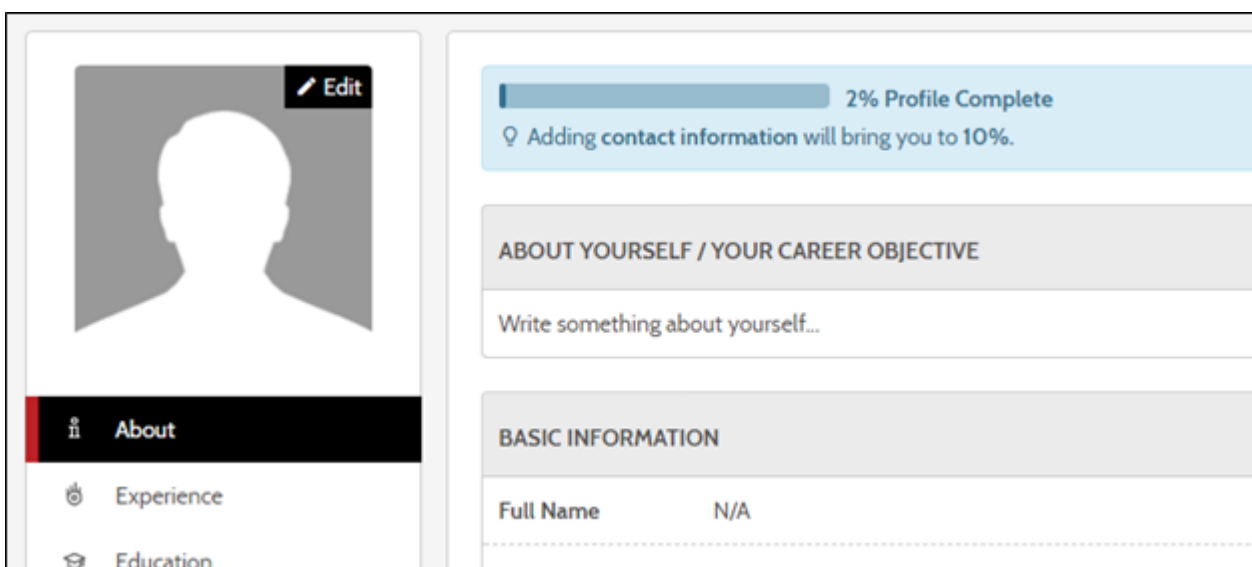 Edit
2% Profile Complete
Adding contact information will bring you to 10%.
ABOUT YOURSELF / YOUR CAREER OBJECTIVE
Write something about yourself...
About
Experience
Education
BASIC INFORMATION
Full Name N/A